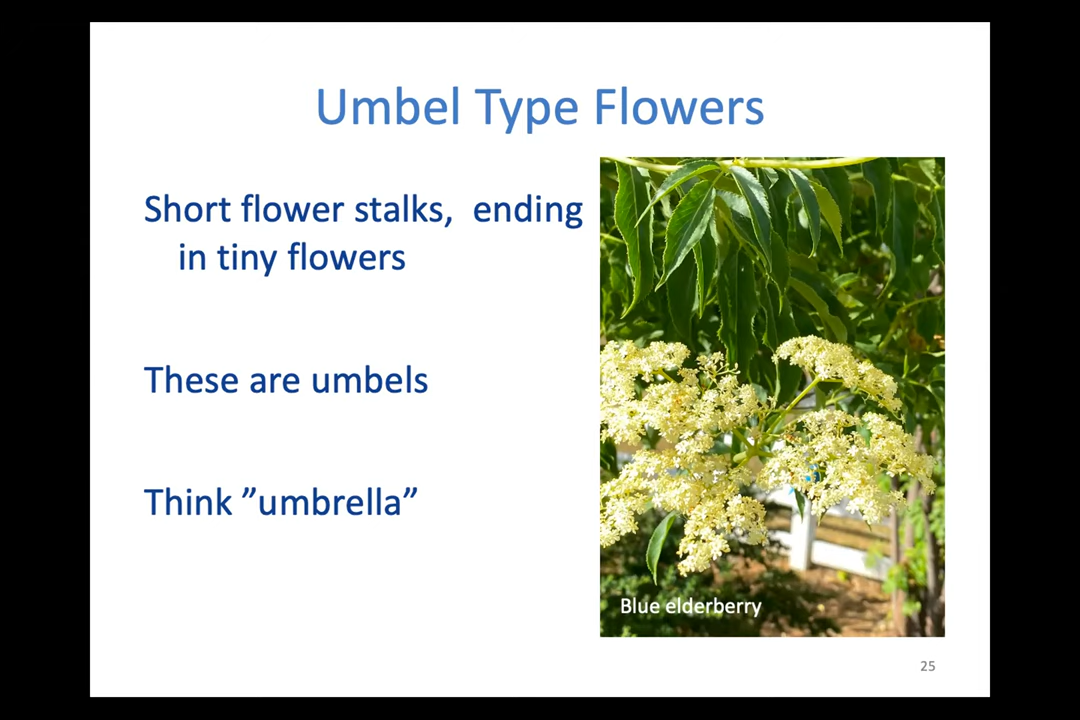 Umbel Type Flowers
Short flower stalks,  ending
in tiny flowers
These are umbels
Think ”umbrella”
Blue elderberry
25